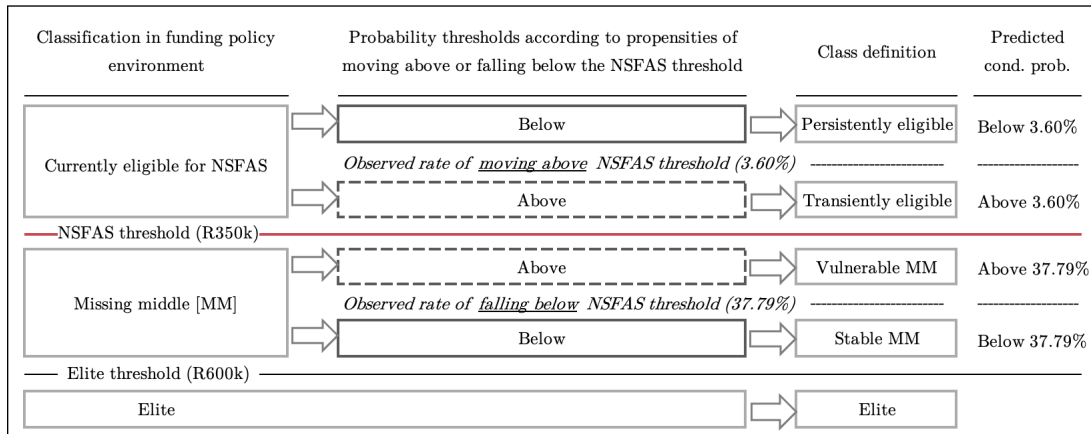 Classification in funding policy
environment
Probability thresholds according to propensities of
moving above or falling below the NSFAS threshold
Class definition
Predicted
cond. prob.
Currently eligible for NSFAS
Below
Persistently eligible
Below 3.60%
Observed rate of moving above NSFAS threshold (3.60%)
Above
Transiently eligible
Above 3.60%
NSFAS threshold (R350k)
Missing middle [MM]
Above
Vulnerable MM
Above 37.79%
Observed rate of falling below NSFAS threshold (37.79%)
Below
Stable MM
Below 37.79%
Elite threshold (R600k)
Elite
Elite